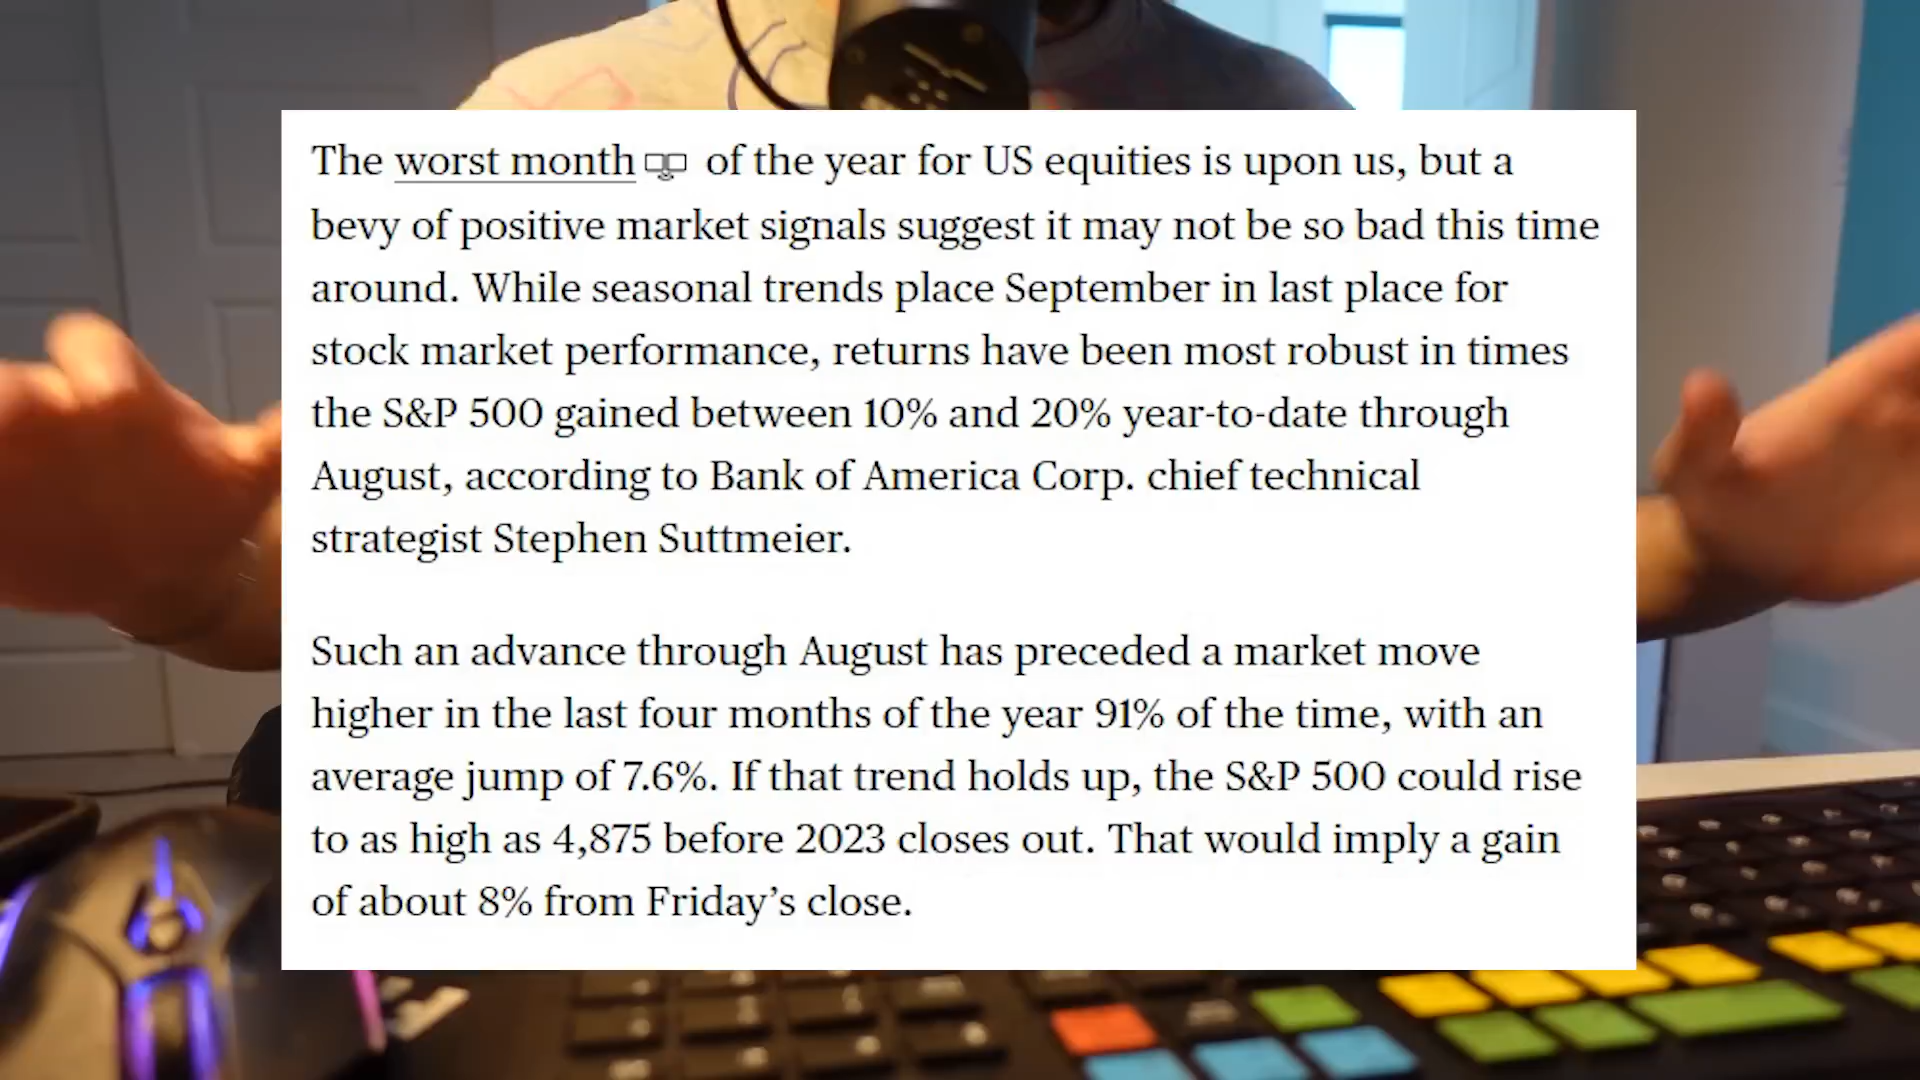 The worst month of the year for US equities is upon us, but a
bevy of positive market signals suggest it may not be so bad this time
around. While seasonal trends place September in last place for
stock market performance, returns have been most robust in times
the S&P 500 gained between 10% and 20% year-to-date through
August, according to Bank of America Corp. chief technical
strategist Stephen Suttmeier.
Such an advance through August has preceded a market move
higher in the last four months of the year 91% of the time, with an
average jump of 7.6%. If that trend holds up, the S&P 500 could rise
to as high as 4,875 before 2023 closes out. That would imply a gain
of about 8% from Friday’s close.